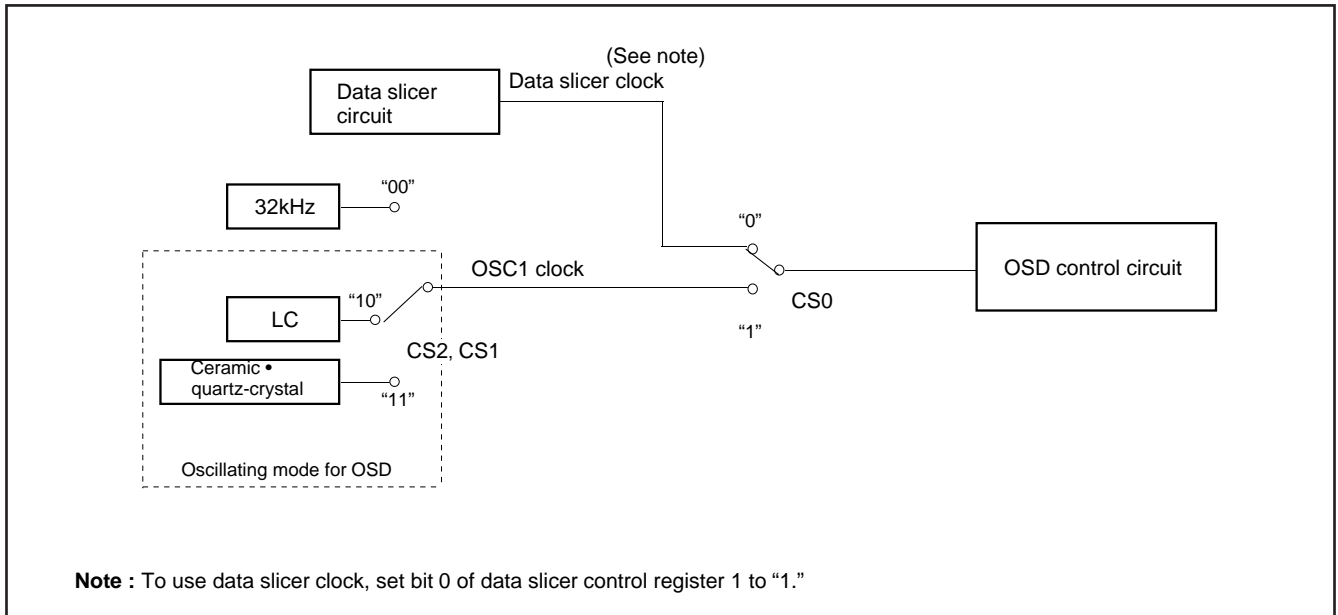 (See note)
Data slicer clock
Data slicer
circuit
“00”
32kHz
“0”
OSC1 clock
OSD control circuit
“10”
LC
CS0
“1”
CS2, CS1
Ceramic •
quartz-crystal
“11”
Oscillating mode for OSD
Note : To use data slicer clock, set bit 0 of data slicer control register 1 to “1.”